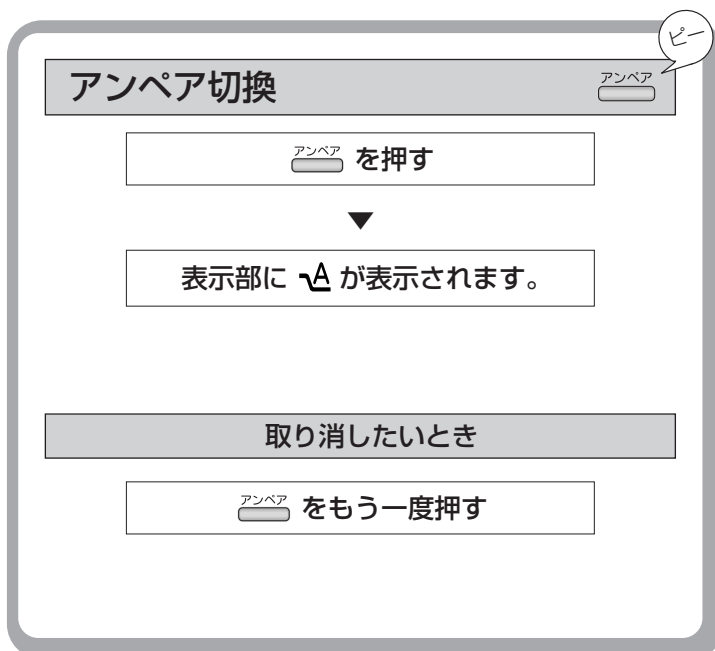 ピー
アンペア切換
アンペア
アンペア を押す
表示部に A が表示されます。
取り消したいとき
アンペア をもう一度押す